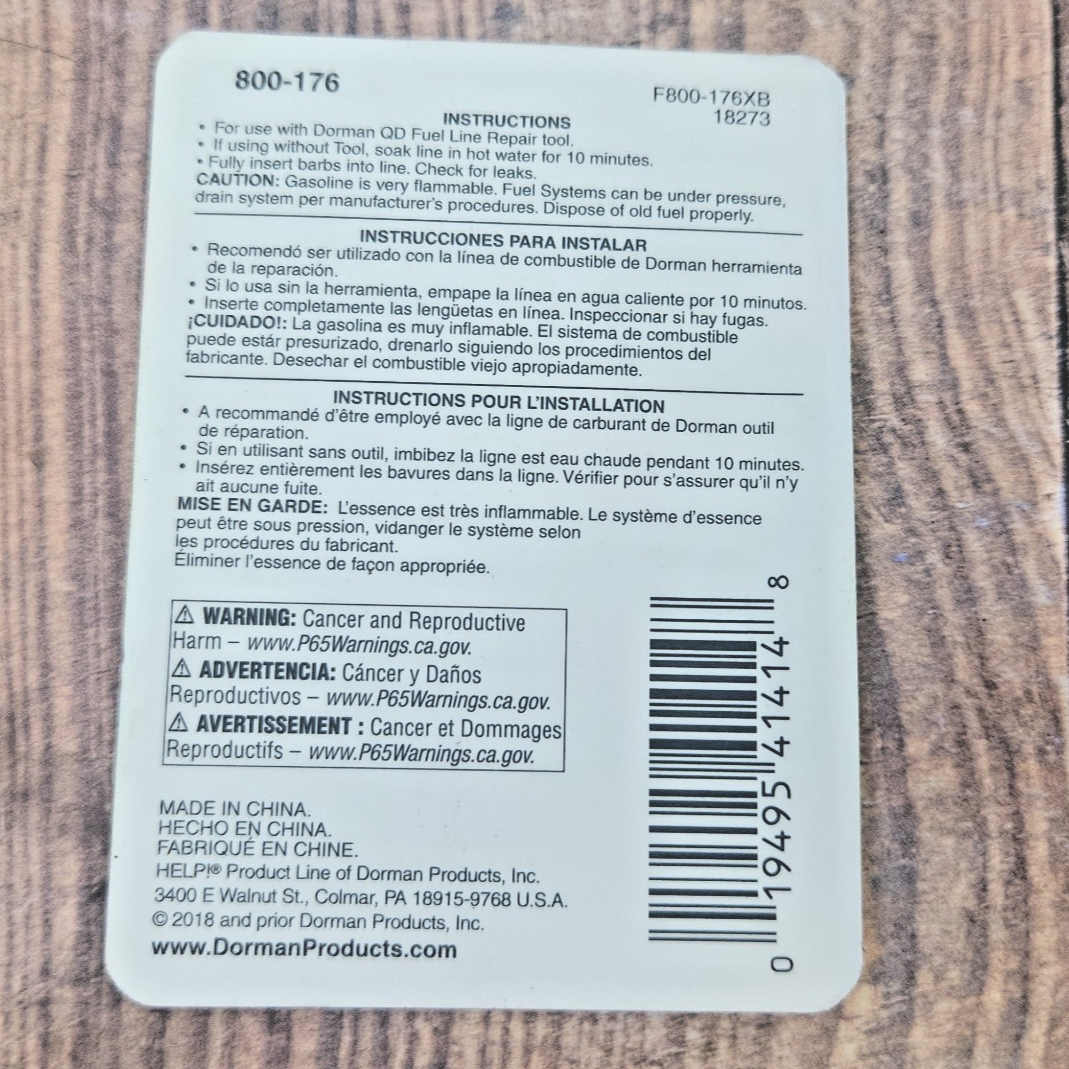 800-176
F800-176XB
18273
INSTRUCTIONS
• For use with Dorman QD Fuel Line Repair tool.
• If using without Tool, soak line in hot water for 10 minutes.
• Fully insert barbs into line. Check for leaks.
CAUTION: Gasoline is very flammable. Fuel Systems can be under pressure,
drain system per manufacturer's procedures. Dispose of old fuel properly.
INSTRUCCIONES PARA INSTALAR
• Recomendó ser utilizado con la línea de combustible de Dorman herramienta
de la reparación.
• Si lo usa sin la herramienta, empape la línea en agua caliente por 10 minutos.
• Inserte completamente las lengüetas en línea. Inspeccionar si hay fugas.
¡CUIDADO!: La gasolina es muy inflamable. El sistema de combustible
puede estár presurizado, drenarlo siguiendo los procedimientos del
fabricante. Desechar el combustible viejo apropiadamente.
INSTRUCTIONS POUR L'INSTALLATION
• A recommandé d'être employé avec la ligne de carburant de Dorman outil
de réparation.
• Si en utilisant sans outil, imbibez la ligne est eau chaude pendant 10 minutes.
• Insérez entièrement les bavures dans la ligne. Vérifier pour s'assurer qu'il n'y
ait aucune fuite.
MISE EN GARDE: L'essence est très inflammable. Le système d'essence
peut être sous pression, vidanger le système selon
les procédures du fabricant.
Éliminer l'essence de façon appropriée.
⚠ WARNING: Cancer and Reproductive
Harm – www.P65Warnings.ca.gov.
⚠ ADVERTENCIA: Cáncer y Daños
Reproductivos – www.P65Warnings.ca.gov.
⚠ AVERTISSEMENT : Cancer et Dommages
Reproductifs – www.P65Warnings.ca.gov.
MADE IN CHINA.
HECHO EN CHINA.
FABRIQUÉ EN CHINE.
HELP!® Product Line of Dorman Products, Inc.
3400 E Walnut St., Colmar, PA 18915-9768 U.S.A.
© 2018 and prior Dorman Products, Inc.
www.DormanProducts.com
0 19495 41414 8